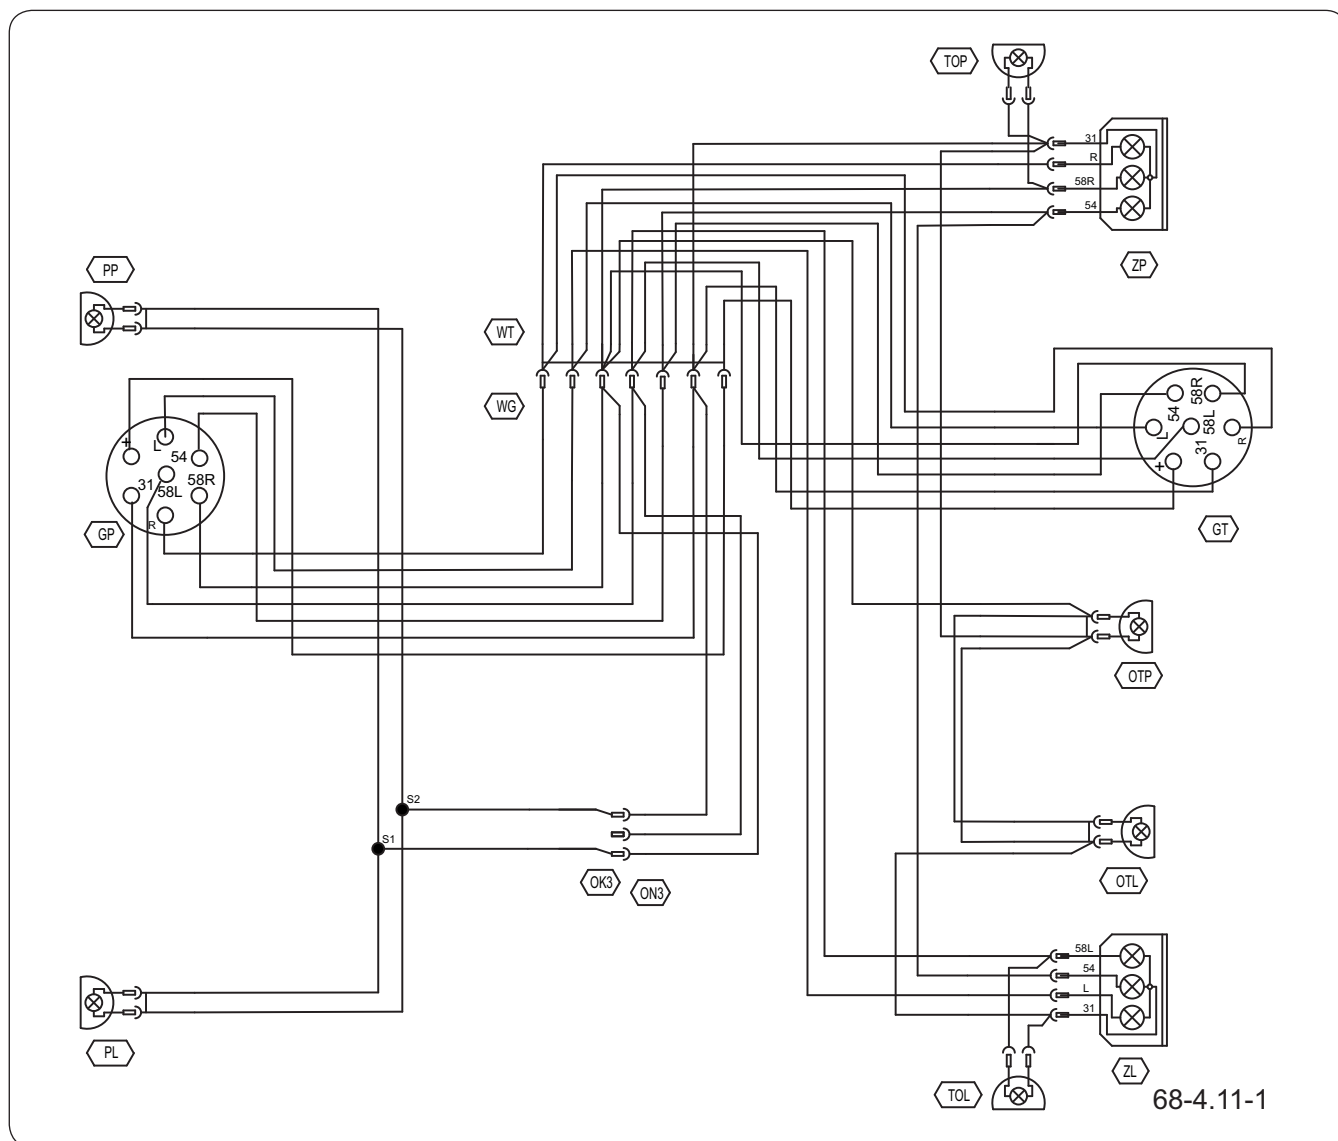 TOP
31
R
58R
54
ZP
PP
WT
WG
+
L
54
31
58L
58R
R
GP
54
58R
L
58L
31
R
+
GT
OTP
S2
S1
OK3
ON3
OTL
58L
54
L
31
PL
ZL
TOL
68-4.11-1